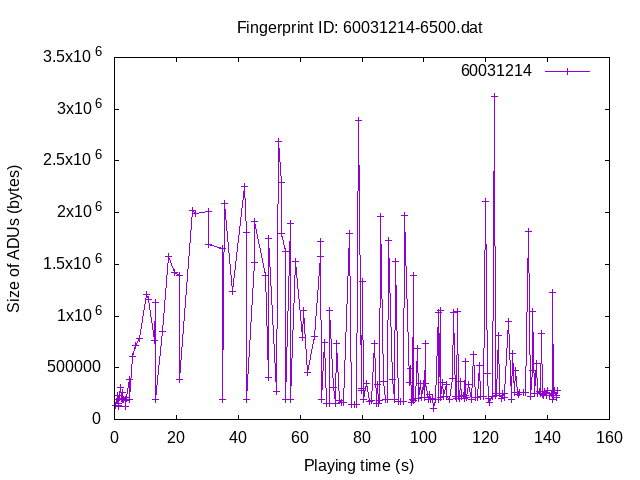 Fingerprint ID: 60031214-6500.dat
60031214
3.5x10^6
3x10^6
2.5x10^6
2x10^6
1.5x10^6
1x10^6
500000
0
Size of ADUs (bytes)
0 20 40 60 80 100 120 140 160
Playing time (s)